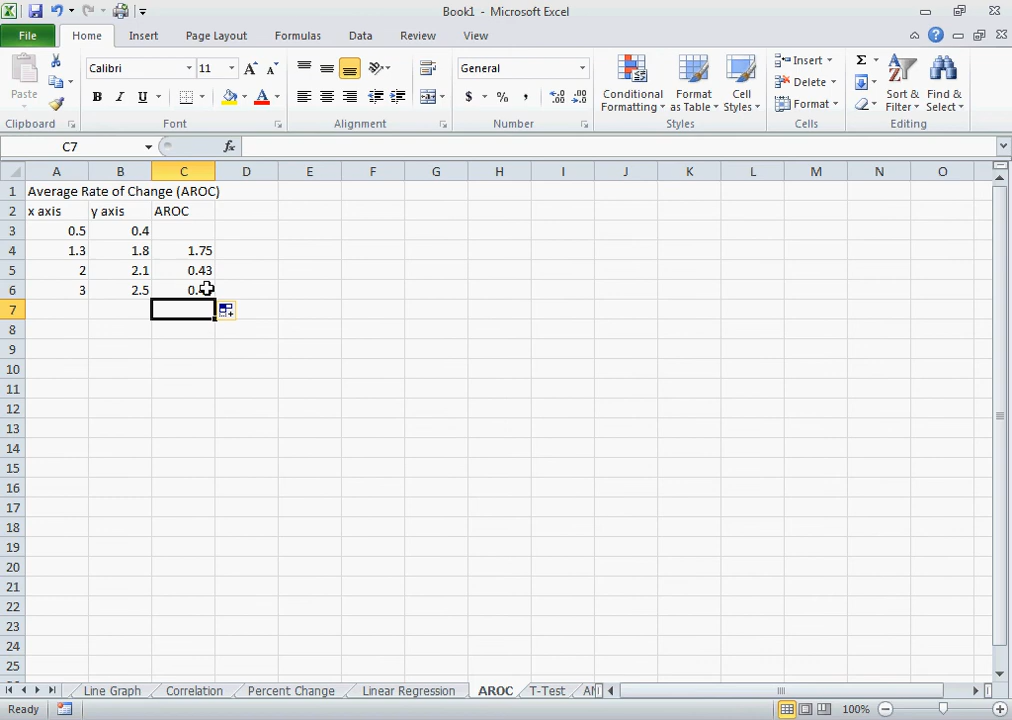 Book1 - Microsoft Excel
File Home Insert Page Layout Formulas Data Review View
Paste
Calibri 11
B I U A
General
$ % ,
Conditional Formatting
Format as Table
Cell Styles
Insert
Delete
Format
Sort & Filter
Find & Select
Clipboard Font Alignment Number Styles Cells Editing
C7 fx
A B C D E F G H I J K L M N O
1 Average Rate of Change (AROC)
2 x axis y axis AROC
3 0.5 0.4
4 1.3 1.8 1.75
5 2 2.1 0.43
6 3 2.5
7
8
9
10
11
12
13
14
15
16
17
18
19
20
21
22
23
24
25
Line Graph Correlation Percent Change Linear Regression AROC T-Test
Ready 100%